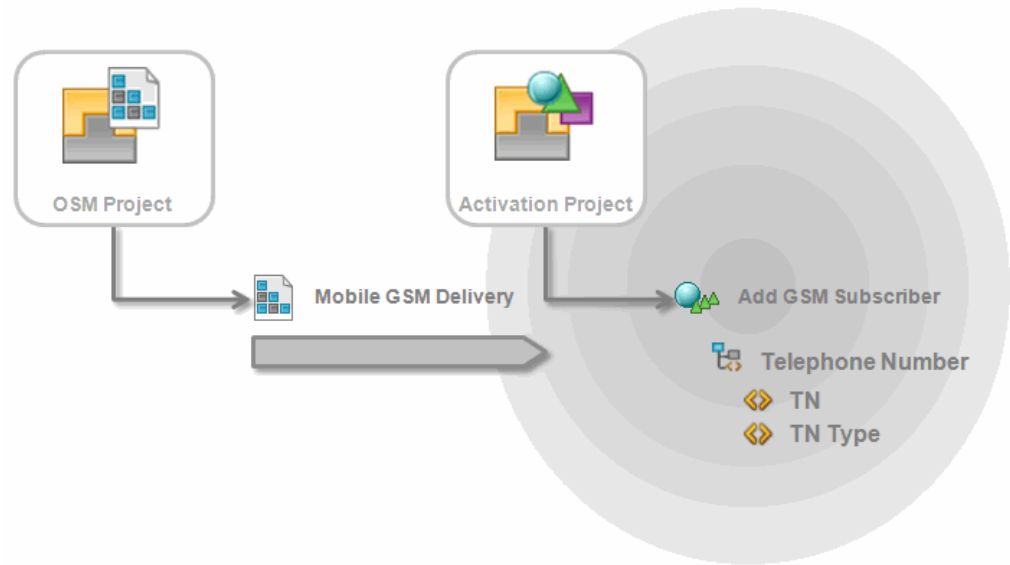 OSM Project
Activation Project
Mobile GSM Delivery
Add GSM Subscriber
Telephone Number
TN
TN Type